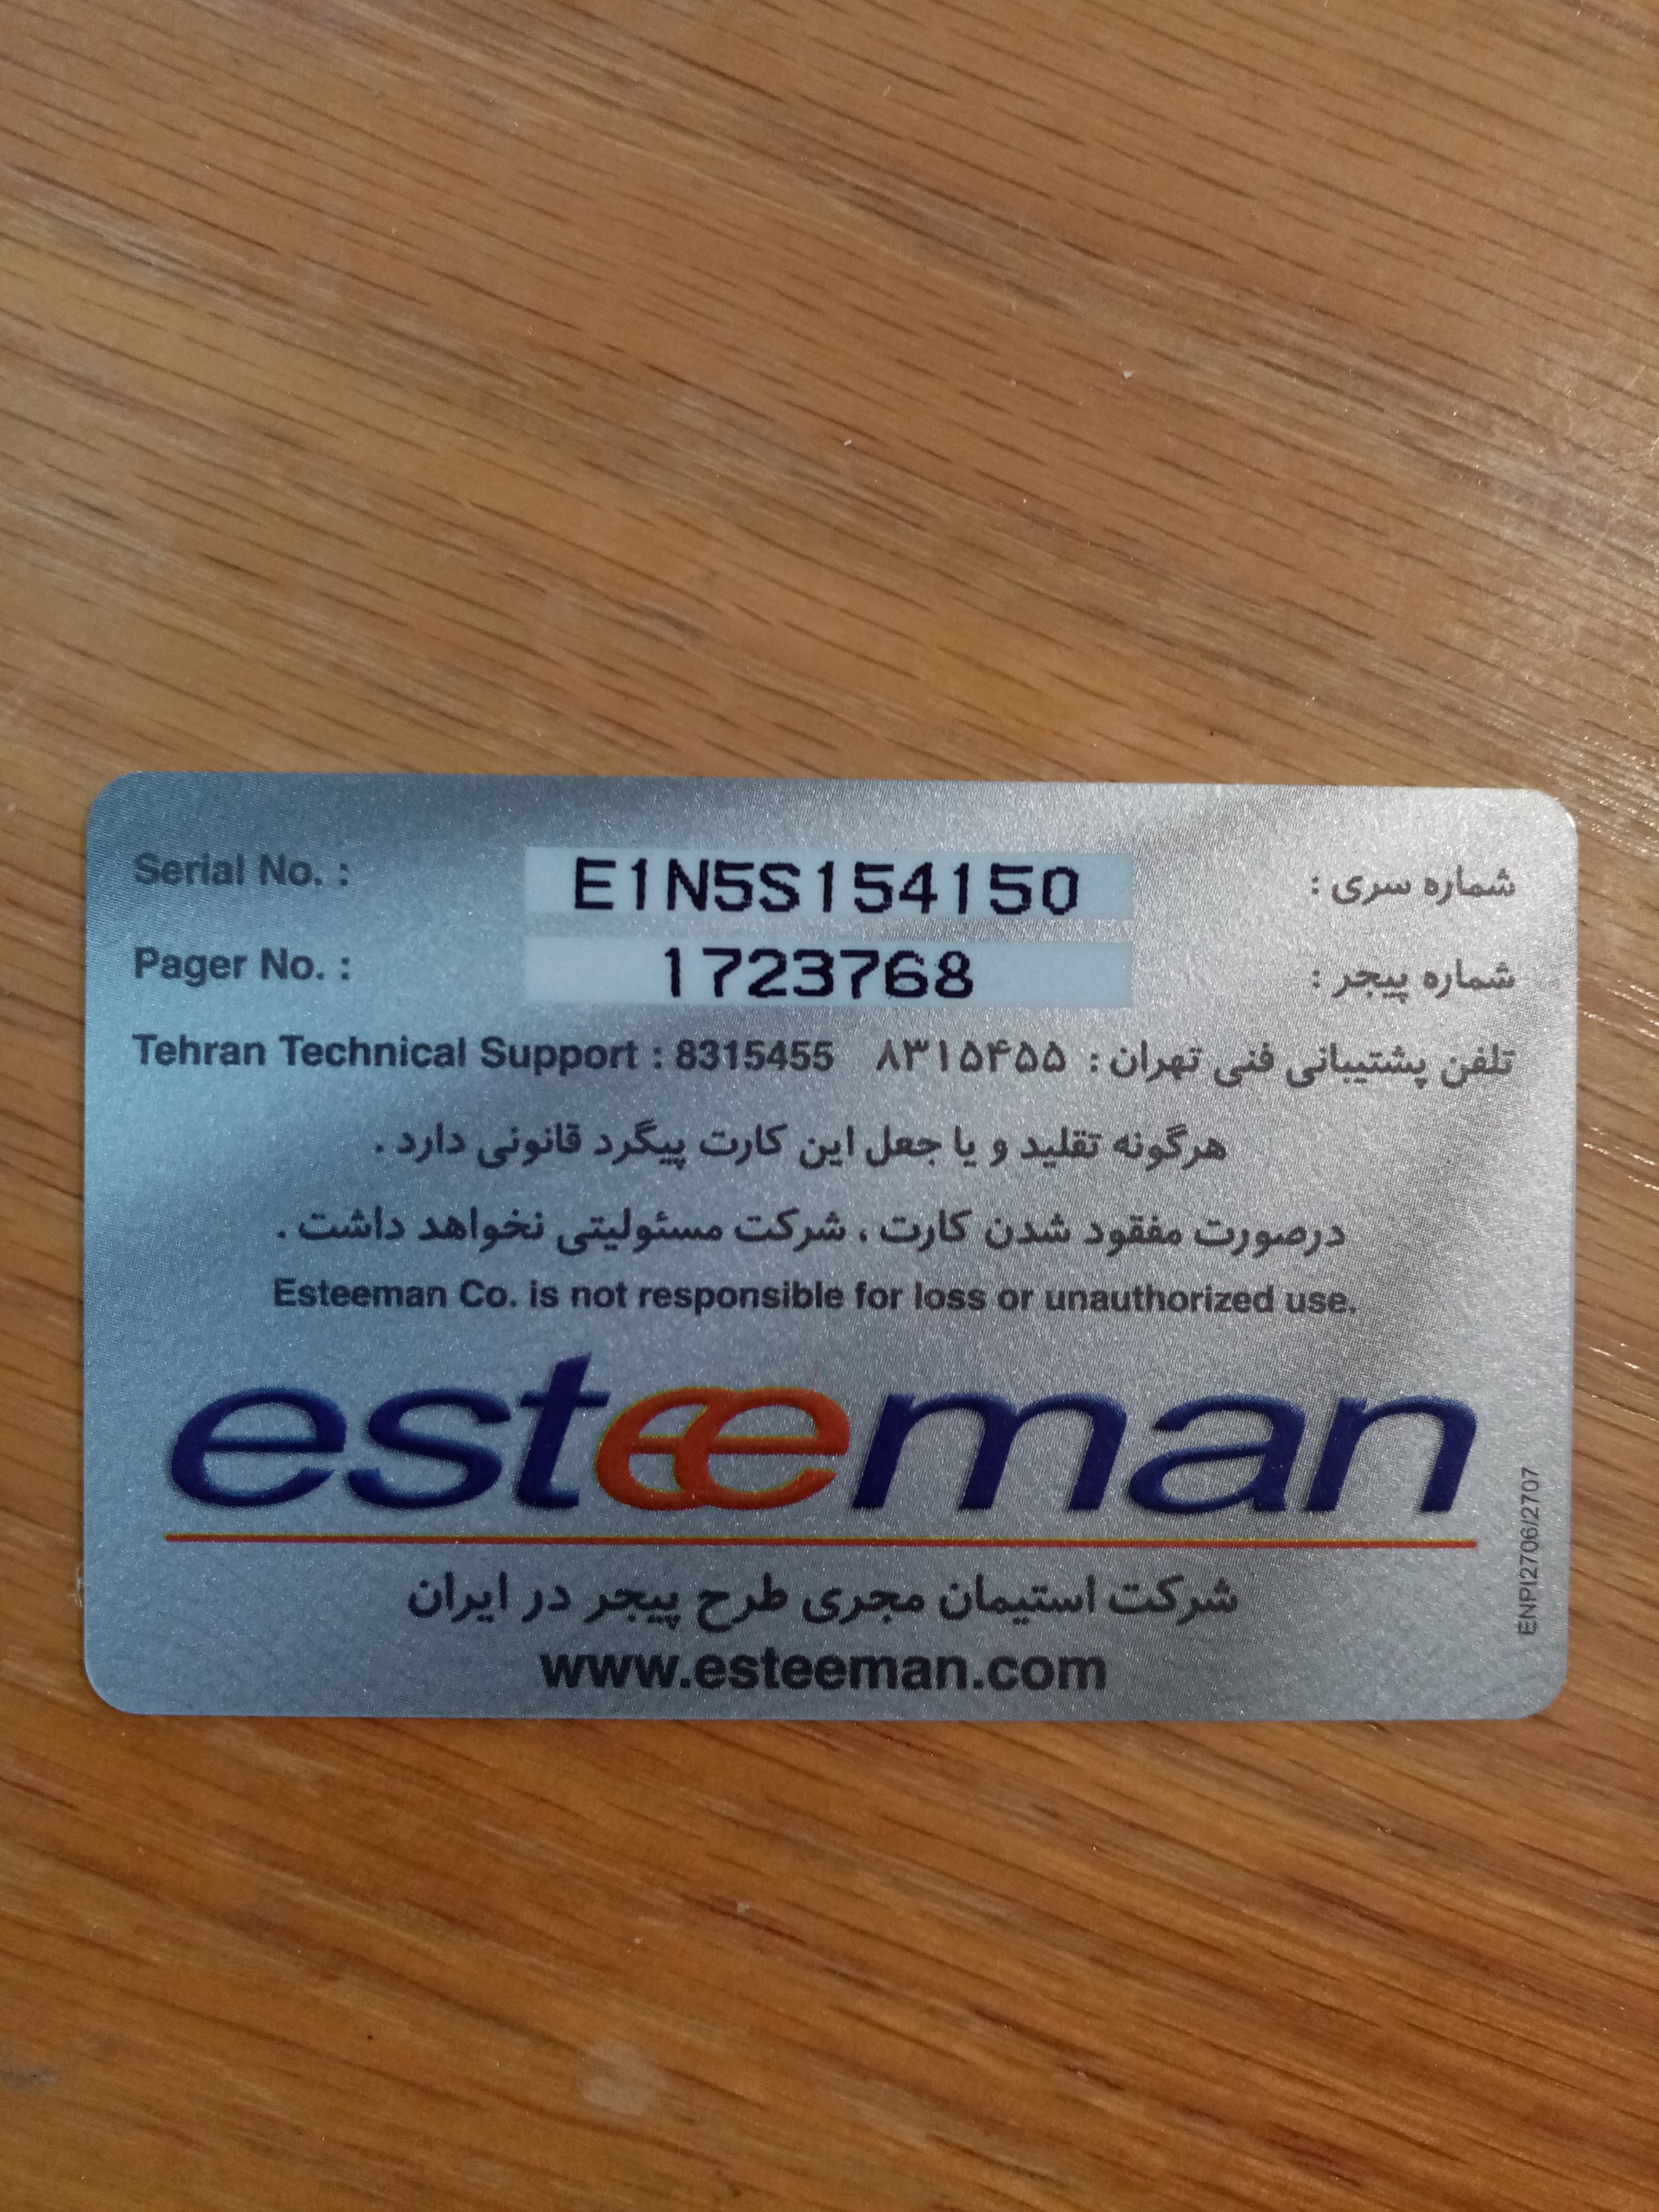 Serial No. : E1N5S154150 شماره سری :
Pager No. : 1723768 شماره پیجر :
Tehran Technical Support : 8315455 تلفن پشتیبانی فنی تهران : ۸۳۱۵۴۵۵
هرگونه تقلید و یا جعل این کارت پیگرد قانونی دارد .
درصورت مفقود شدن کارت ، شرکت مسئولیتی نخواهد داشت .
Esteeman Co. is not responsible for loss or unauthorized use.
esteeman
شرکت استیمان مجری طرح پیجر در ایران
www.esteeman.com
ENPI2706/2707